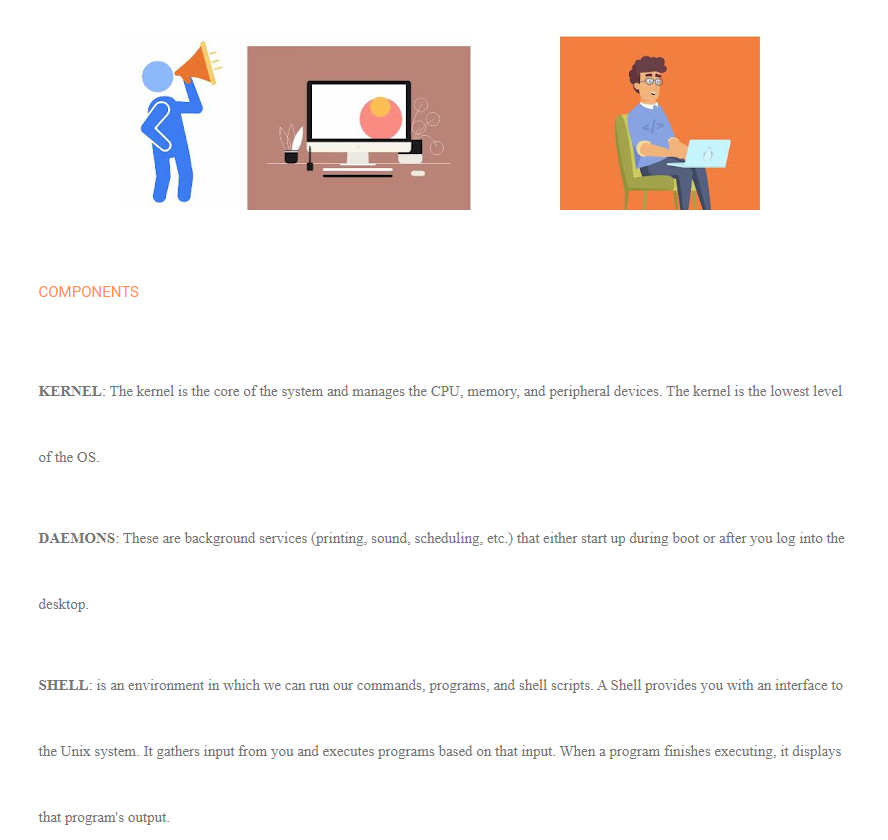 </>
COMPONENTS
KERNEL: The kernel is the core of the system and manages the CPU, memory, and peripheral devices. The kernel is the lowest level
of the OS.
DAEMONS: These are background services (printing, sound, scheduling, etc.) that either start up during boot or after you log into the
desktop.
SHELL: is an environment in which we can run our commands, programs, and shell scripts. A Shell provides you with an interface to
the Unix system. It gathers input from you and executes programs based on that input. When a program finishes executing, it displays
that program's output.